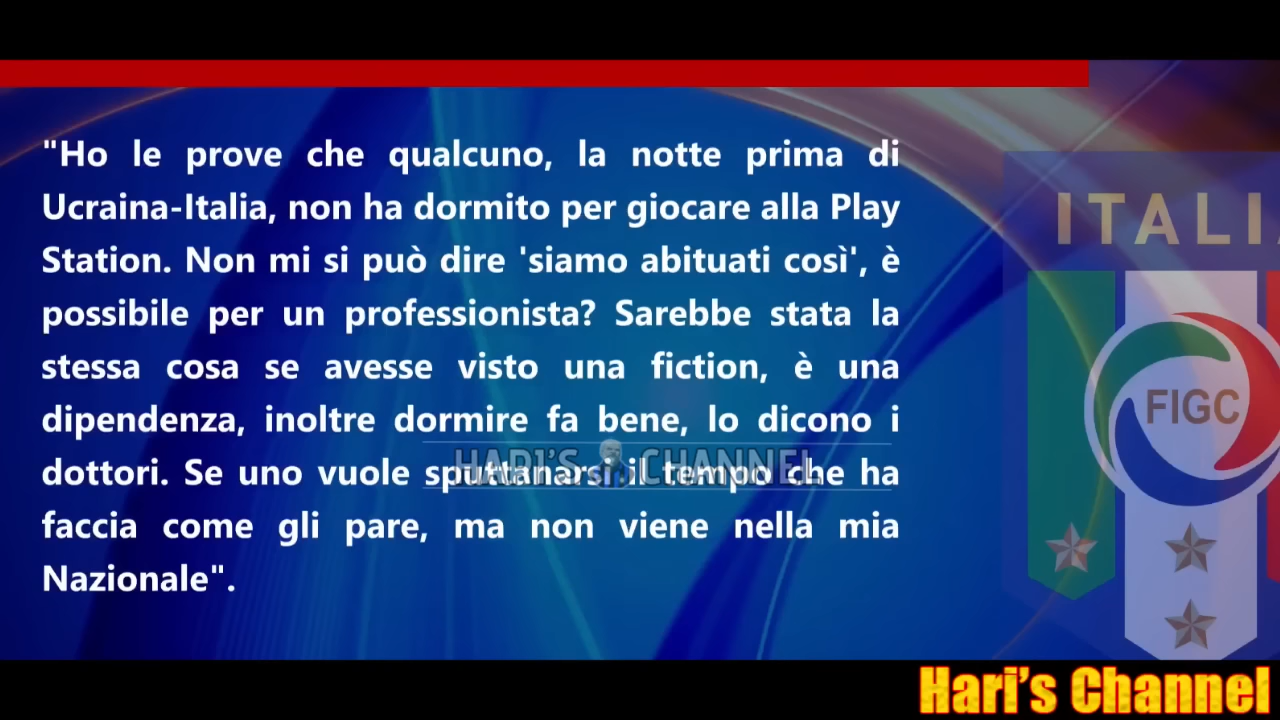 "Ho le prove che qualcuno, la notte prima di
Ucraina-Italia, non ha dormito per giocare alla Play
Station. Non mi si può dire 'siamo abituati così', è
possibile per un professionista? Sarebbe stata la
stessa cosa se avesse visto una fiction, è una
dipendenza, inoltre dormire fa bene, lo dicono i
dottori. Se uno vuole sputtanarsi il tempo che ha
faccia come gli pare, ma non viene nella mia
Nazionale".
HARI'S CHANNEL
ITALI
FIGC
Hari's Channel